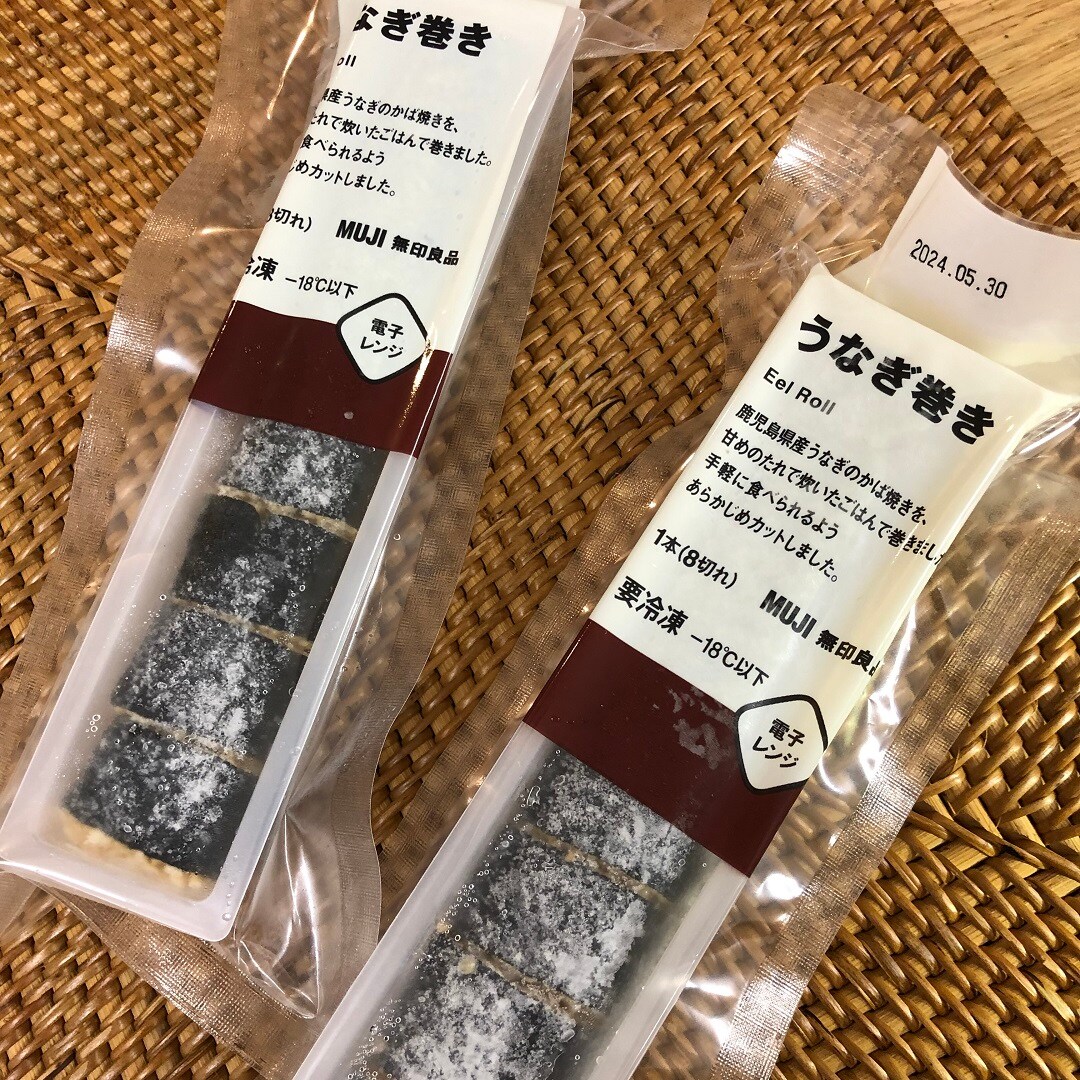 なぎ巻き
oll
県産うなぎのかば焼きを、
たれで炊いたごはんで巻きました。
食べられるよう
じめカットしました。
8切れ)
MUJI 無印良品
冷凍 -18℃以下
電子
レンジ
2024.05.30
うなぎ巻き
Eel Roll
鹿児島県産うなぎのかば焼きを、
甘めのたれで炊いたごはんで巻きました
手軽に食べられるよう
あらかじめカットしました。
1本(8切れ)
MUJI 無印良品
要冷凍 -18℃以下
電子
レンジ